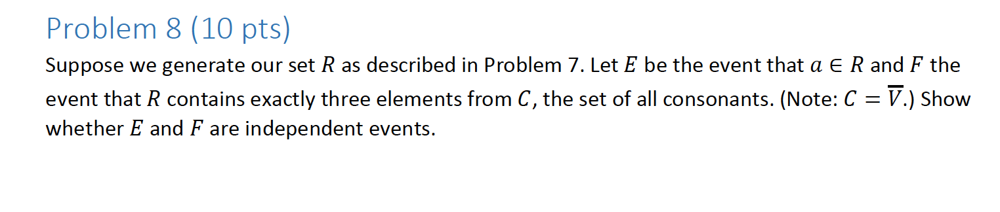 Problem 8 (10 pts)
Suppose we generate our set R as described in Problem 7. Let E be the event that a ∈ R and F the
event that R contains exactly three elements from C, the set of all consonants. (Note: C = V̅.) Show
whether E and F are independent events.